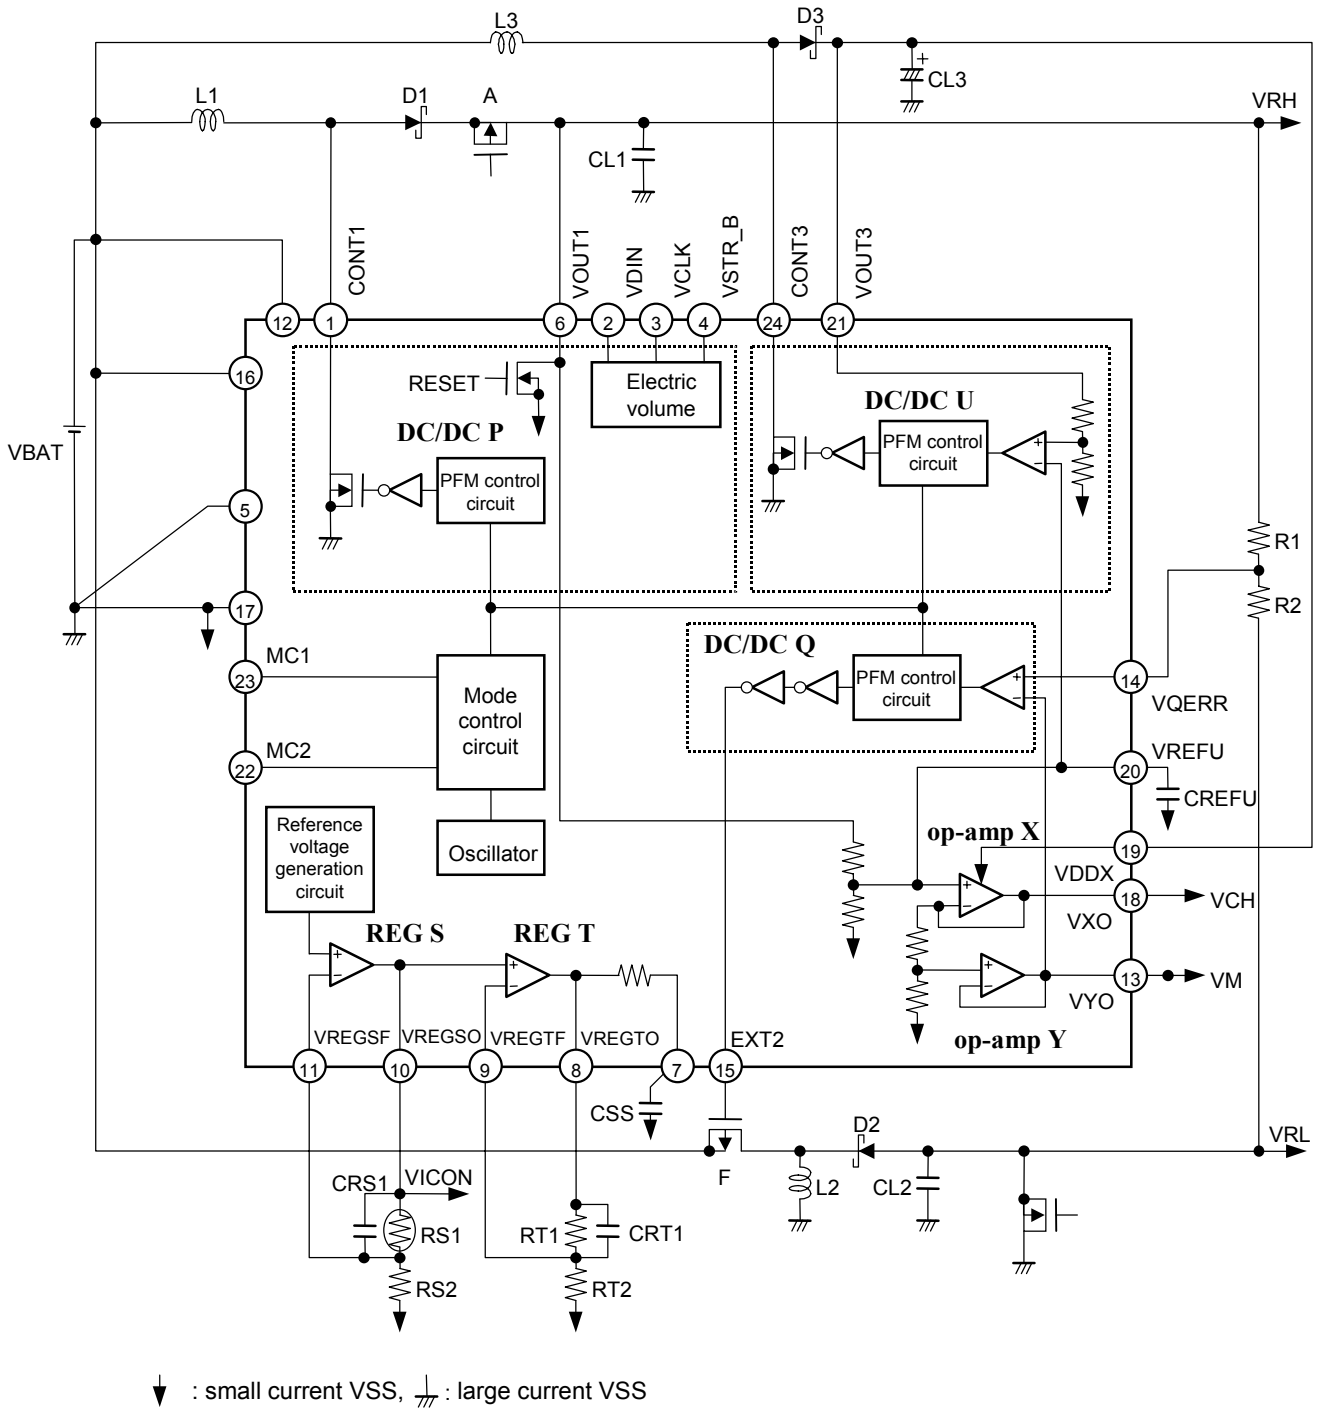 L3
D3
+
CL3
L1
D1
A
VRH
CL1
CONT1
VOUT1
VDIN
VCLK
VSTR_B
CONT3
VOUT3
12
1
6
2
3
4
24
21
16
RESET
Electric
volume
DC/DC P
DC/DC U
PFM control
circuit
PFM control
circuit
+
−
VBAT
5
R1
R2
17
DC/DC Q
MC1
23
Mode
control
circuit
PFM control
circuit
+
−
14
VQERR
MC2
22
VREFU
20
CREFU
Reference
voltage
generation
circuit
Oscillator
op-amp X
19
VDDX
+
−
18
VCH
VXO
REG S
REG T
+
−
+
−
+
−
13
VM
VYO
VREGSF
VREGSO
VREGTF
VREGTO
EXT2
op-amp Y
11
10
9
8
7
15
CSS
D2
VRL
F
L2
CL2
CRS1
VICON
RS1
RT1
CRT1
RS2
RT2
: small current VSS, : large current VSS